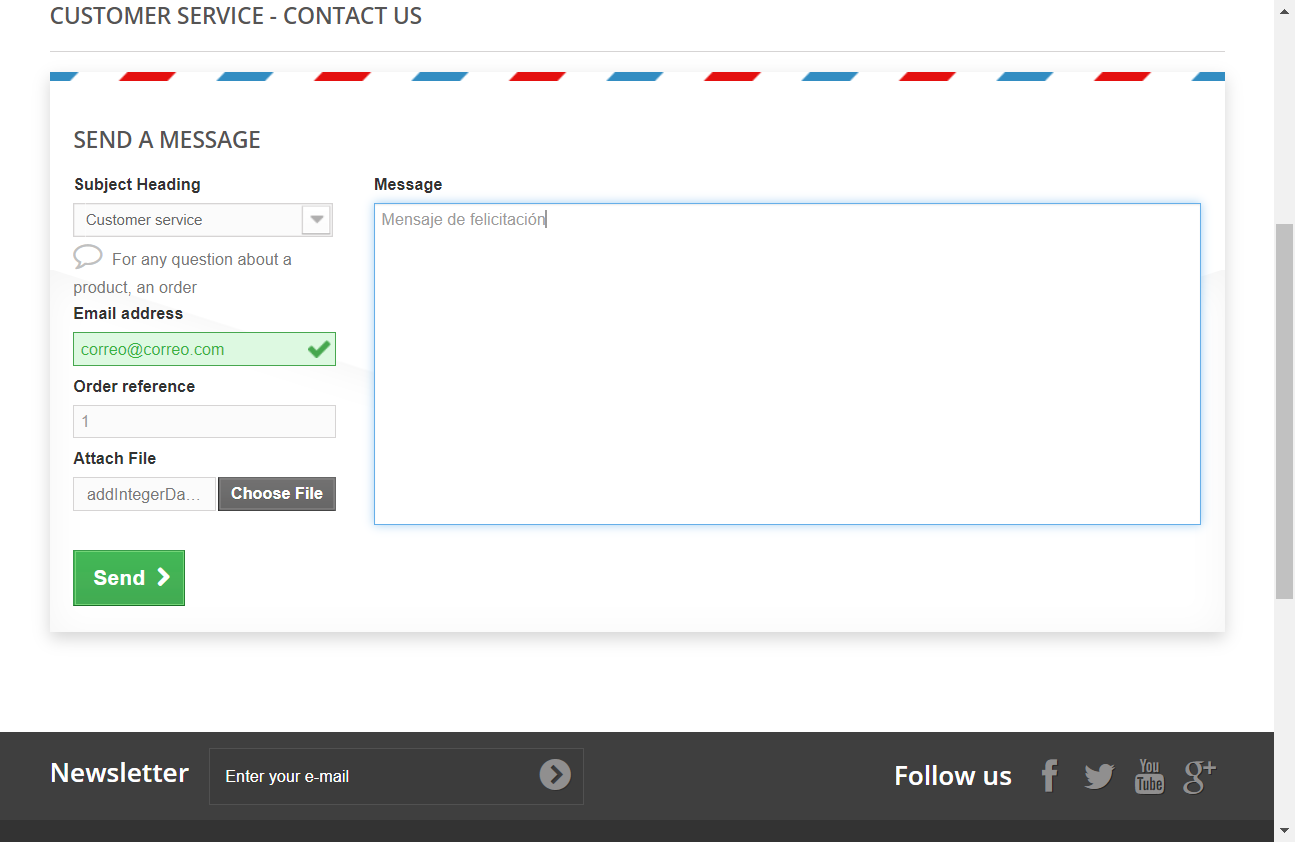 CUSTOMER SERVICE - CONTACT US
SEND A MESSAGE
Subject Heading
Customer service
For any question about a
product, an order
Email address
correo@correo.com
Order reference
1
Attach File
addIntegerDa...
Choose File
Send
Message
Mensaje de felicitación
Newsletter
Enter your e-mail
Follow us
f
You
Tube
g+